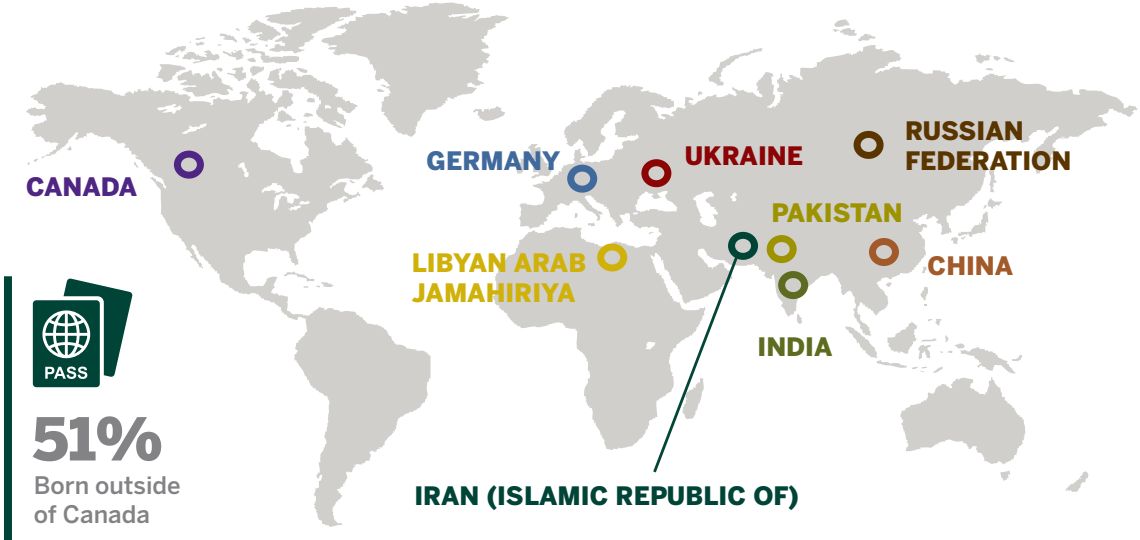 CANADA
GERMANY
UKRAINE
RUSSIAN
FEDERATION
PAKISTAN
LIBYAN ARAB
JAMAHIRIYA
CHINA
INDIA
IRAN (ISLAMIC REPUBLIC OF)
PASS
51%
Born outside
of Canada